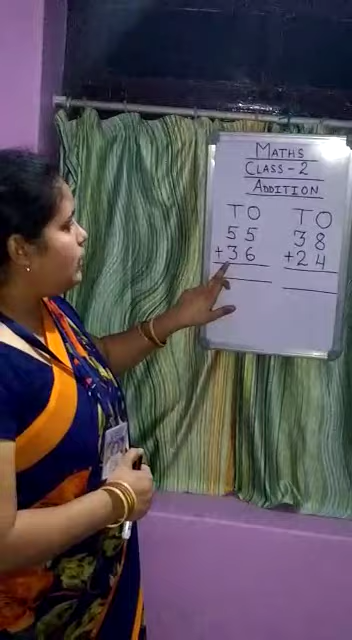 MATHS
CLASS-2
ADDITION
TO TO
55 38
+36 +24